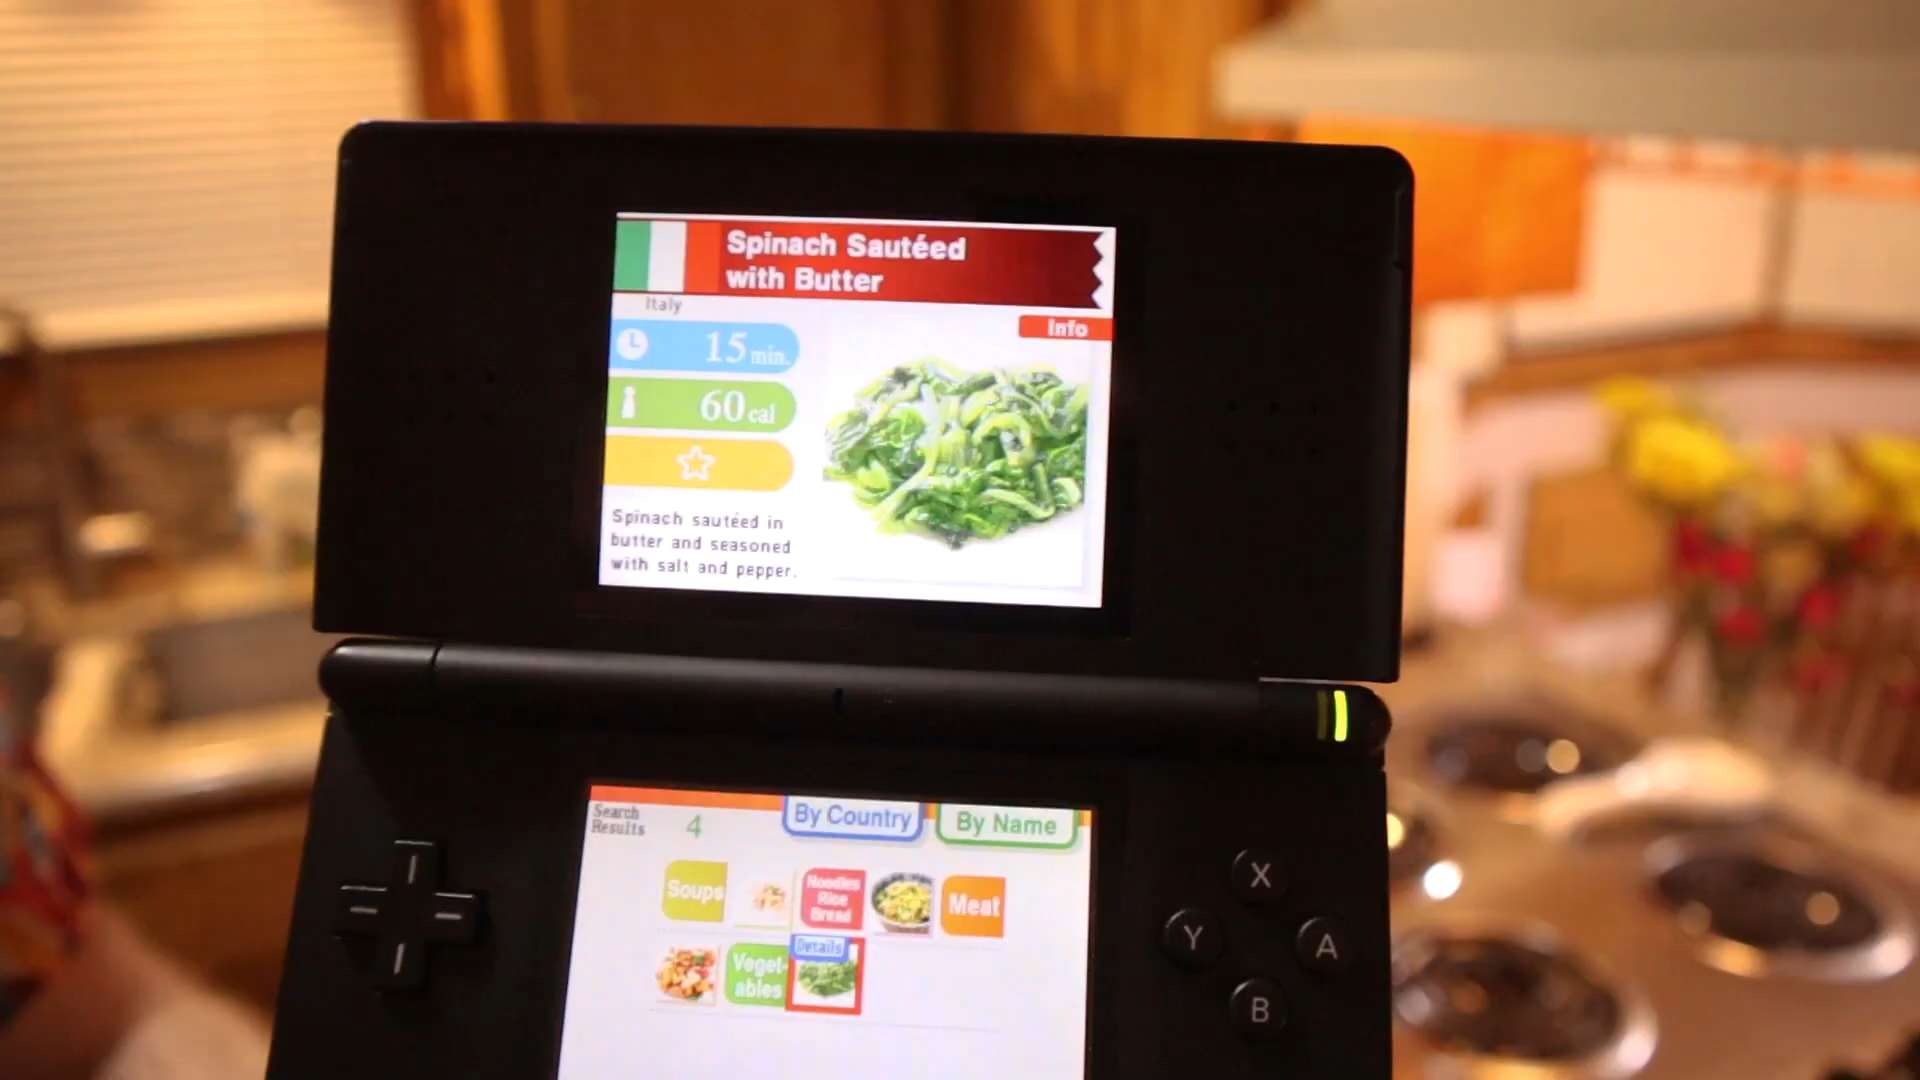 Spinach Sautéed
with Butter
Italy
Info
15 min.
60 cal
Spinach sautéed in
butter and seasoned
with salt and pepper.
Search
Results
4
By Country
By Name
Soups
Noodles
Rice
Bread
Meat
Veget-
ables
Details
X
Y
A
B